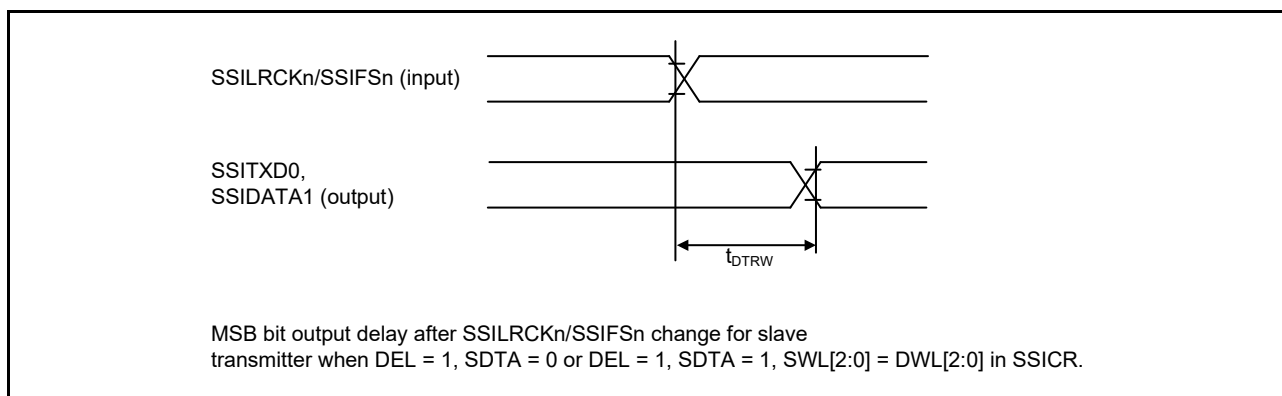 SSILRCKn/SSIFSn (input)
SSITXD0,
SSIDATA1 (output)
tDTRW
MSB bit output delay after SSILRCKn/SSIFSn change for slave
transmitter when DEL = 1, SDTA = 0 or DEL = 1, SDTA = 1, SWL[2:0] = DWL[2:0] in SSICR.